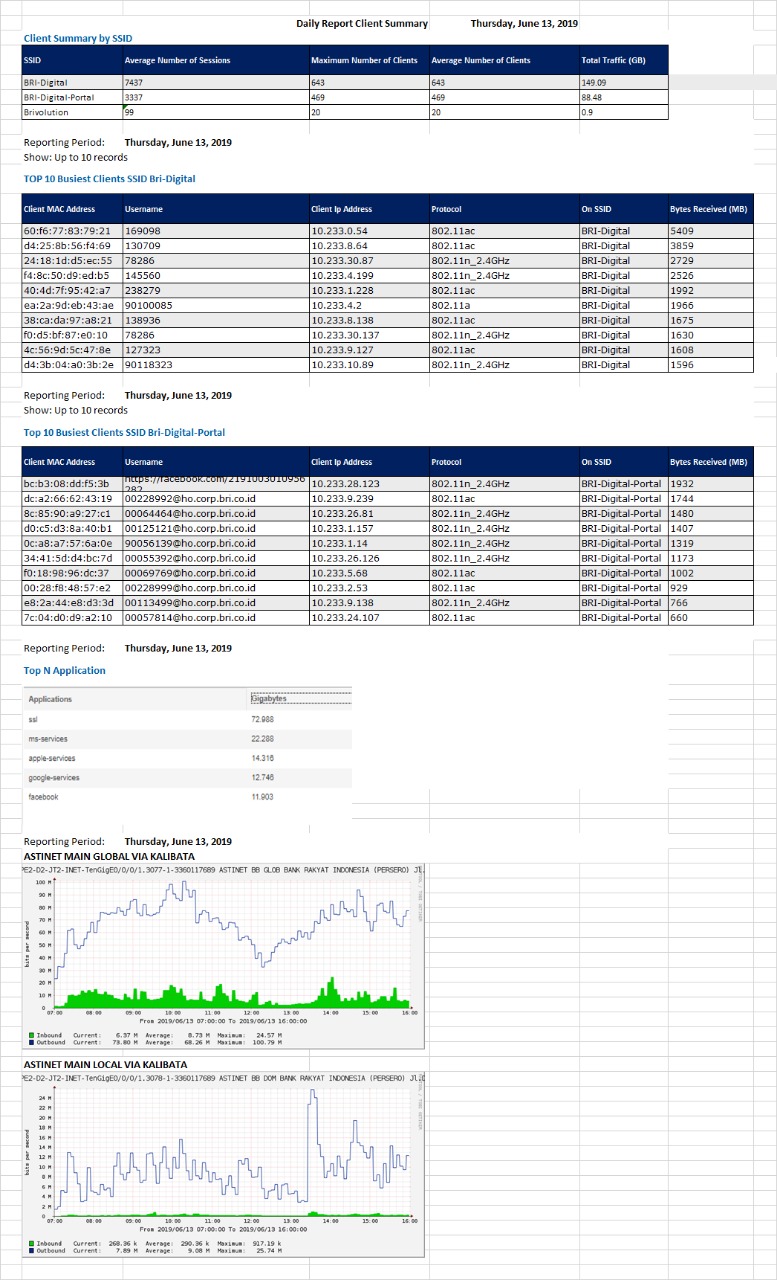 Daily Report Client Summary Thursday, June 13, 2019
Client Summary by SSID
SSID Average Number of Sessions Maximum Number of Clients Average Number of Clients Total Traffic (GB)
BRI-Digital 7437 643 643 149.09
BRI-Digital-Portal 3337 469 469 88.48
Brivolution 99 20 20 0.9
Reporting Period: Thursday, June 13, 2019
Show: Up to 10 records
TOP 10 Busiest Clients SSID Bri-Digital
Client MAC Address Username Client Ip Address Protocol On SSID Bytes Received (MB)
60:f6:77:83:79:21 169098 10.233.0.54 802.11ac BRI-Digital 5409
d4:25:8b:56:f4:69 130709 10.233.8.64 802.11ac BRI-Digital 3859
24:18:1d:d5:ec:55 78286 10.233.30.87 802.11n_2.4GHz BRI-Digital 2729
f4:8c:50:d9:ed:b5 145560 10.233.4.199 802.11n_2.4GHz BRI-Digital 2526
40:4d:7f:95:42:a7 238279 10.233.1.228 802.11ac BRI-Digital 1992
ea:2a:9d:eb:43:ae 90100085 10.233.4.2 802.11a BRI-Digital 1966
38:ca:da:97:a8:21 138936 10.233.8.138 802.11ac BRI-Digital 1675
f0:d5:bf:87:e0:10 78286 10.233.30.137 802.11n_2.4GHz BRI-Digital 1630
4c:56:9d:5c:47:8e 127323 10.233.9.127 802.11ac BRI-Digital 1608
d4:3b:04:a0:3b:2e 90118323 10.233.10.89 802.11ac BRI-Digital 1596
Reporting Period: Thursday, June 13, 2019
Show: Up to 10 records
Top 10 Busiest Clients SSID Bri-Digital-Portal
Client MAC Address Username Client Ip Address Protocol On SSID Bytes Received (MB)
bc:b3:08:dd:f5:3b https://facebook.com/2191003010956282 10.233.28.123 802.11n_2.4GHz BRI-Digital-Portal 1932
dc:a2:66:62:43:19 00228992@ho.corp.bri.co.id 10.233.9.239 802.11ac BRI-Digital-Portal 1744
8c:85:90:a9:27:c1 00064464@ho.corp.bri.co.id 10.233.26.81 802.11n_2.4GHz BRI-Digital-Portal 1480
d0:c5:d3:8a:40:b1 00125121@ho.corp.bri.co.id 10.233.1.157 802.11n_2.4GHz BRI-Digital-Portal 1407
0c:a8:a7:57:6a:0e 90056139@ho.corp.bri.co.id 10.233.1.14 802.11n_2.4GHz BRI-Digital-Portal 1319
34:41:5d:d4:bc:7d 00055392@ho.corp.bri.co.id 10.233.26.126 802.11n_2.4GHz BRI-Digital-Portal 1173
f0:18:98:96:dc:37 00069769@ho.corp.bri.co.id 10.233.5.68 802.11ac BRI-Digital-Portal 1002
00:28:f8:48:57:e2 00228999@ho.corp.bri.co.id 10.233.2.53 802.11ac BRI-Digital-Portal 929
e8:2a:44:e8:d3:3d 00113499@ho.corp.bri.co.id 10.233.9.138 802.11n_2.4GHz BRI-Digital-Portal 766
7c:04:d0:d9:a2:10 00057814@ho.corp.bri.co.id 10.233.24.107 802.11ac BRI-Digital-Portal 660
Reporting Period: Thursday, June 13, 2019
Top N Application
Applications Gigabytes
ssl 72.988
ms-services 22.288
apple-services 14.316
google-services 12.746
facebook 11.903
Reporting Period: Thursday, June 13, 2019
ASTINET MAIN GLOBAL VIA KALIBATA
PE2-D2-JT2-INET-TenGigE0/0/0/1.3077-1-3360117689 ASTINET BB GLOB BANK RAKYAT INDONESIA (PERSERO) Jl.
100 M
90 M
80 M
70 M
60 M
50 M
40 M
30 M
20 M
10 M
0
bits per second
07:00 08:00 09:00 10:00 11:00 12:00 13:00 14:00 15:00 16:00
From 2019/06/13 07:00:00 To 2019/06/13 16:00:00
Inbound Current: 6.37 M Average: 8.73 M Maximum: 24.57 M
Outbound Current: 73.80 M Average: 68.26 M Maximum: 100.79 M
ASTINET MAIN LOCAL VIA KALIBATA
PE2-D2-JT2-INET-TenGigE0/0/0/1.3078-1-3360117689 ASTINET BB DOM BANK RAKYAT INDONESIA (PERSERO) Jl.
24 M
22 M
20 M
18 M
16 M
14 M
12 M
10 M
8 M
6 M
4 M
2 M
0
bits per second
07:00 08:00 09:00 10:00 11:00 12:00 13:00 14:00 15:00 16:00
From 2019/06/13 07:00:00 To 2019/06/13 16:00:00
Inbound Current: 268.36 k Average: 290.36 k Maximum: 917.19 k
Outbound Current: 7.89 M Average: 9.08 M Maximum: 25.74 M